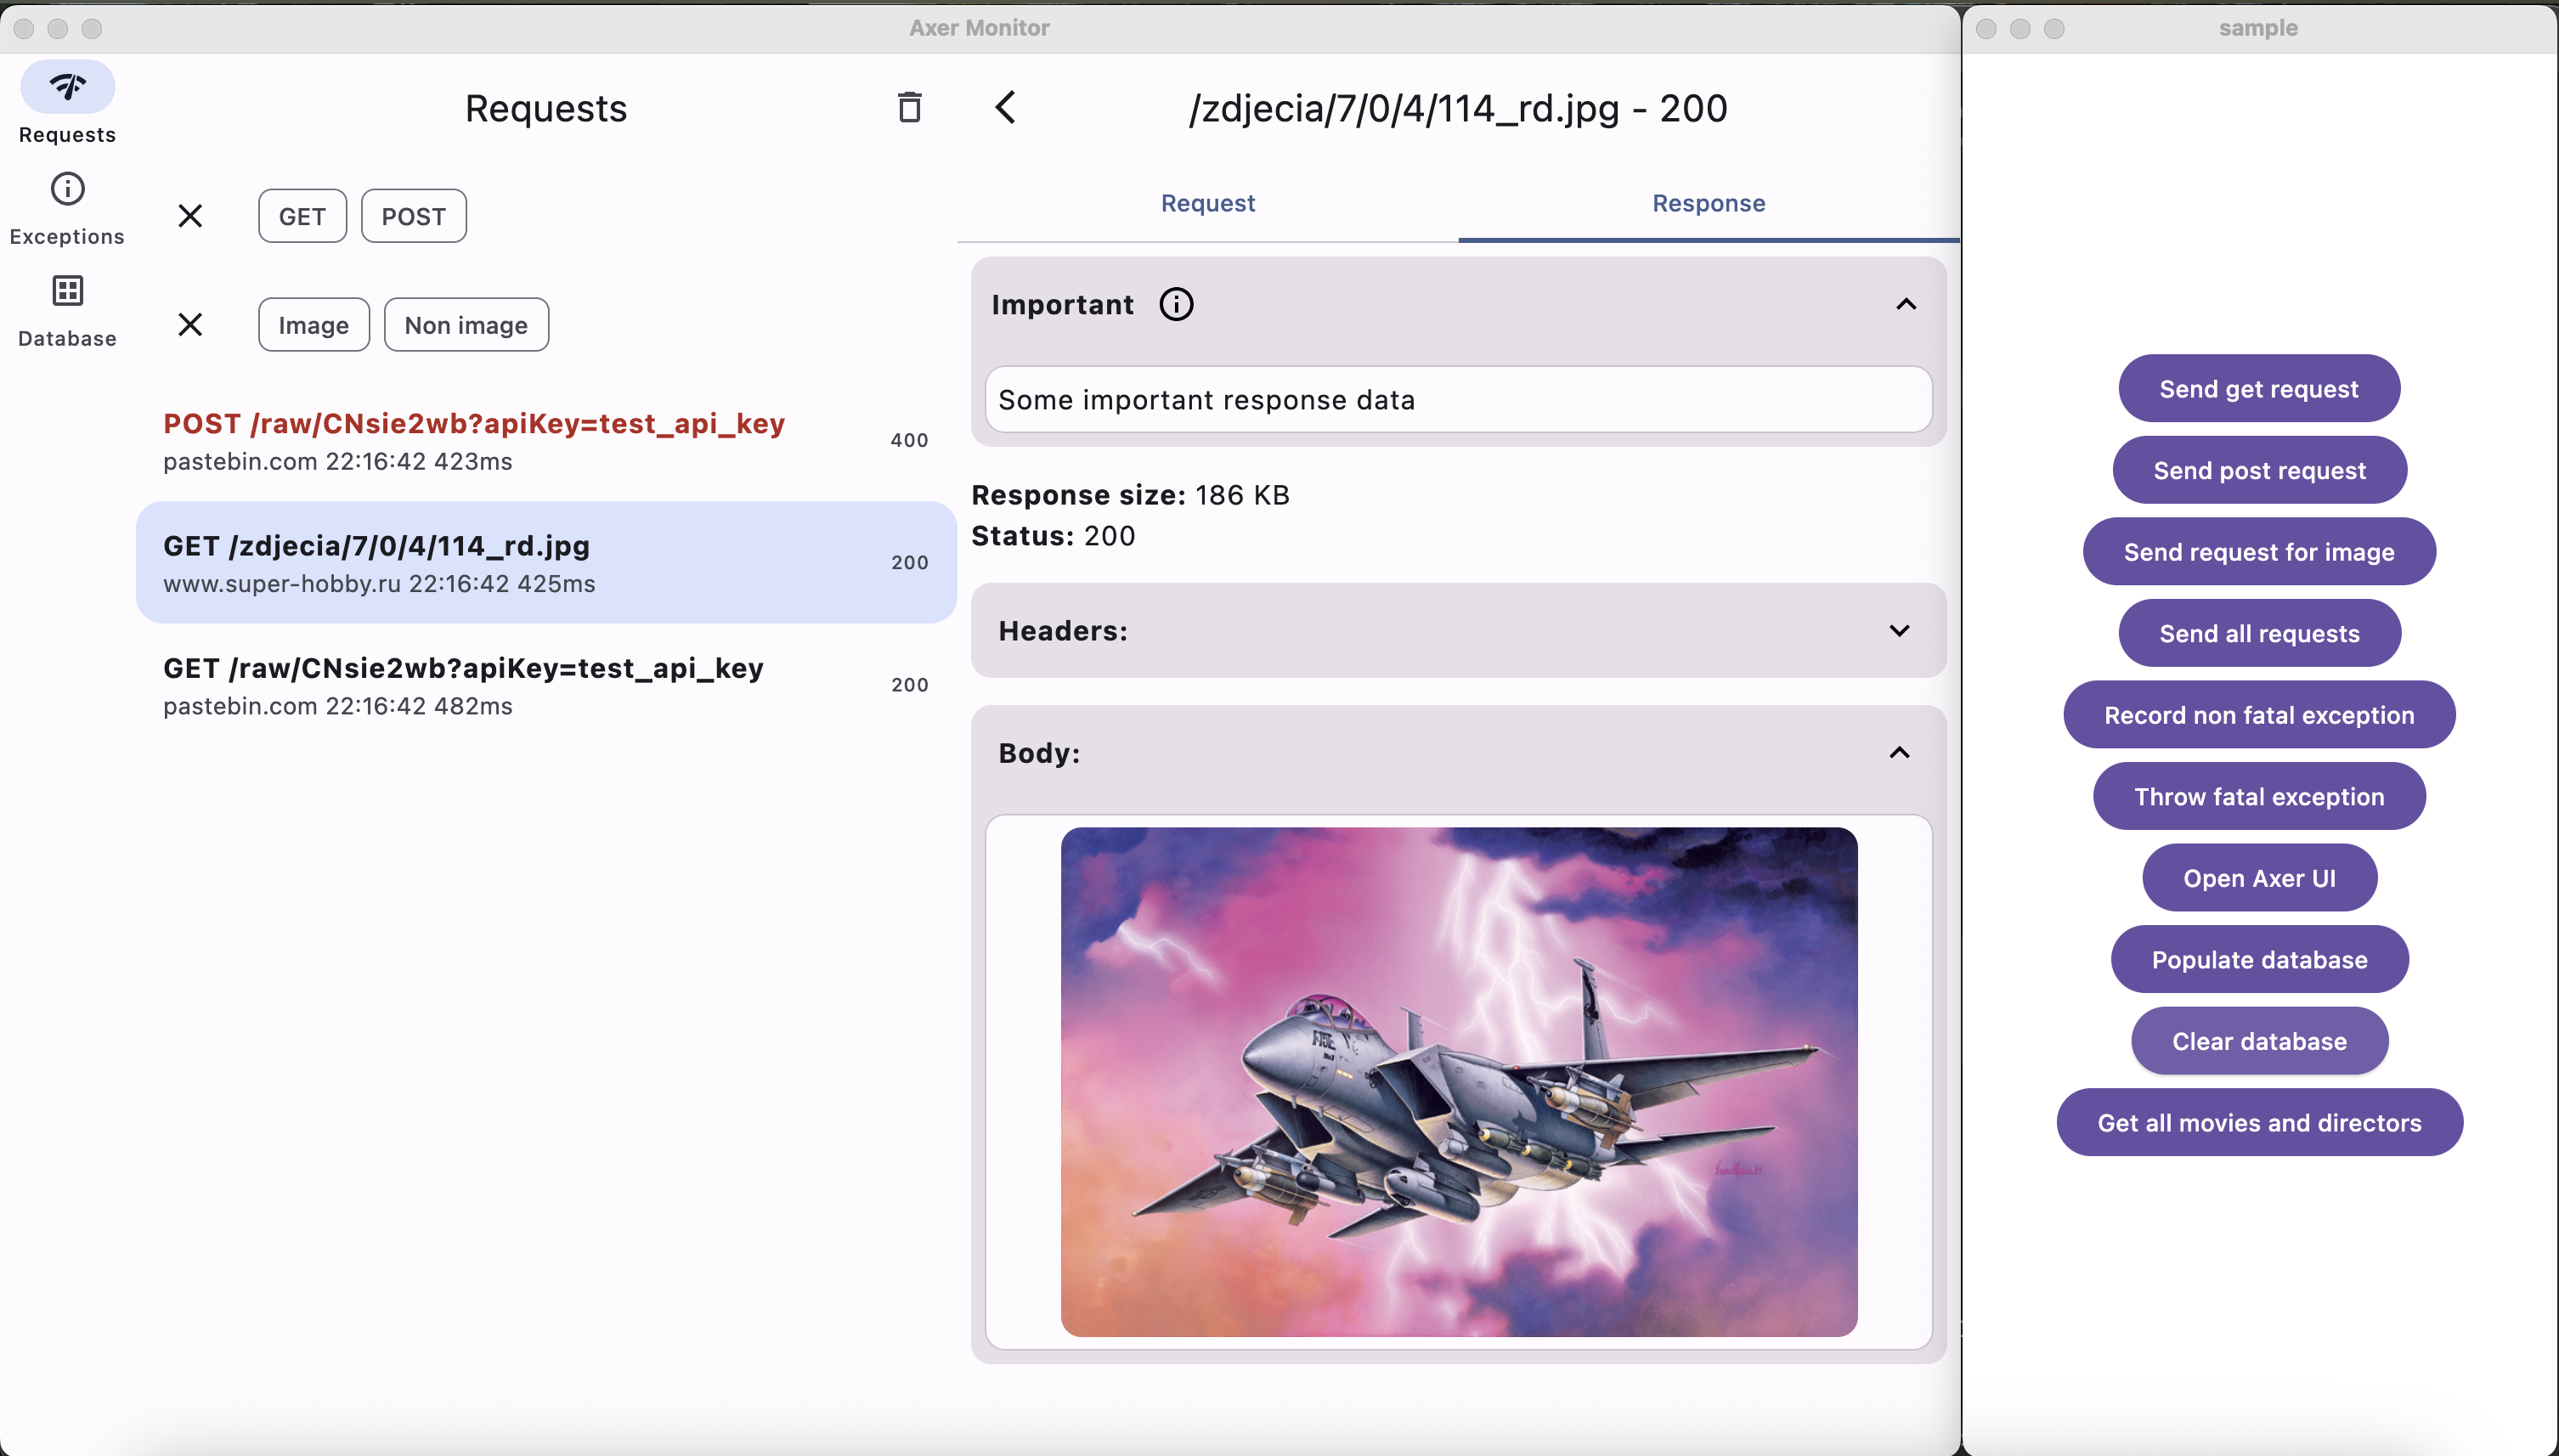 Axer Monitor
Requests
Exceptions
Database
Requests
GET POST
Image Non image
POST /raw/CNsie2wb?apiKey=test_api_key
pastebin.com 22:16:42 423ms
400
GET /zdjecia/7/0/4/114_rd.jpg
www.super-hobby.ru 22:16:42 425ms
200
GET /raw/CNsie2wb?apiKey=test_api_key
pastebin.com 22:16:42 482ms
200
/zdjecia/7/0/4/114_rd.jpg - 200
Request Response
Important
Some important response data
Response size: 186 KB
Status: 200
Headers:
Body:
F-15E
sample
Send get request
Send post request
Send request for image
Send all requests
Record non fatal exception
Throw fatal exception
Open Axer UI
Populate database
Clear database
Get all movies and directors